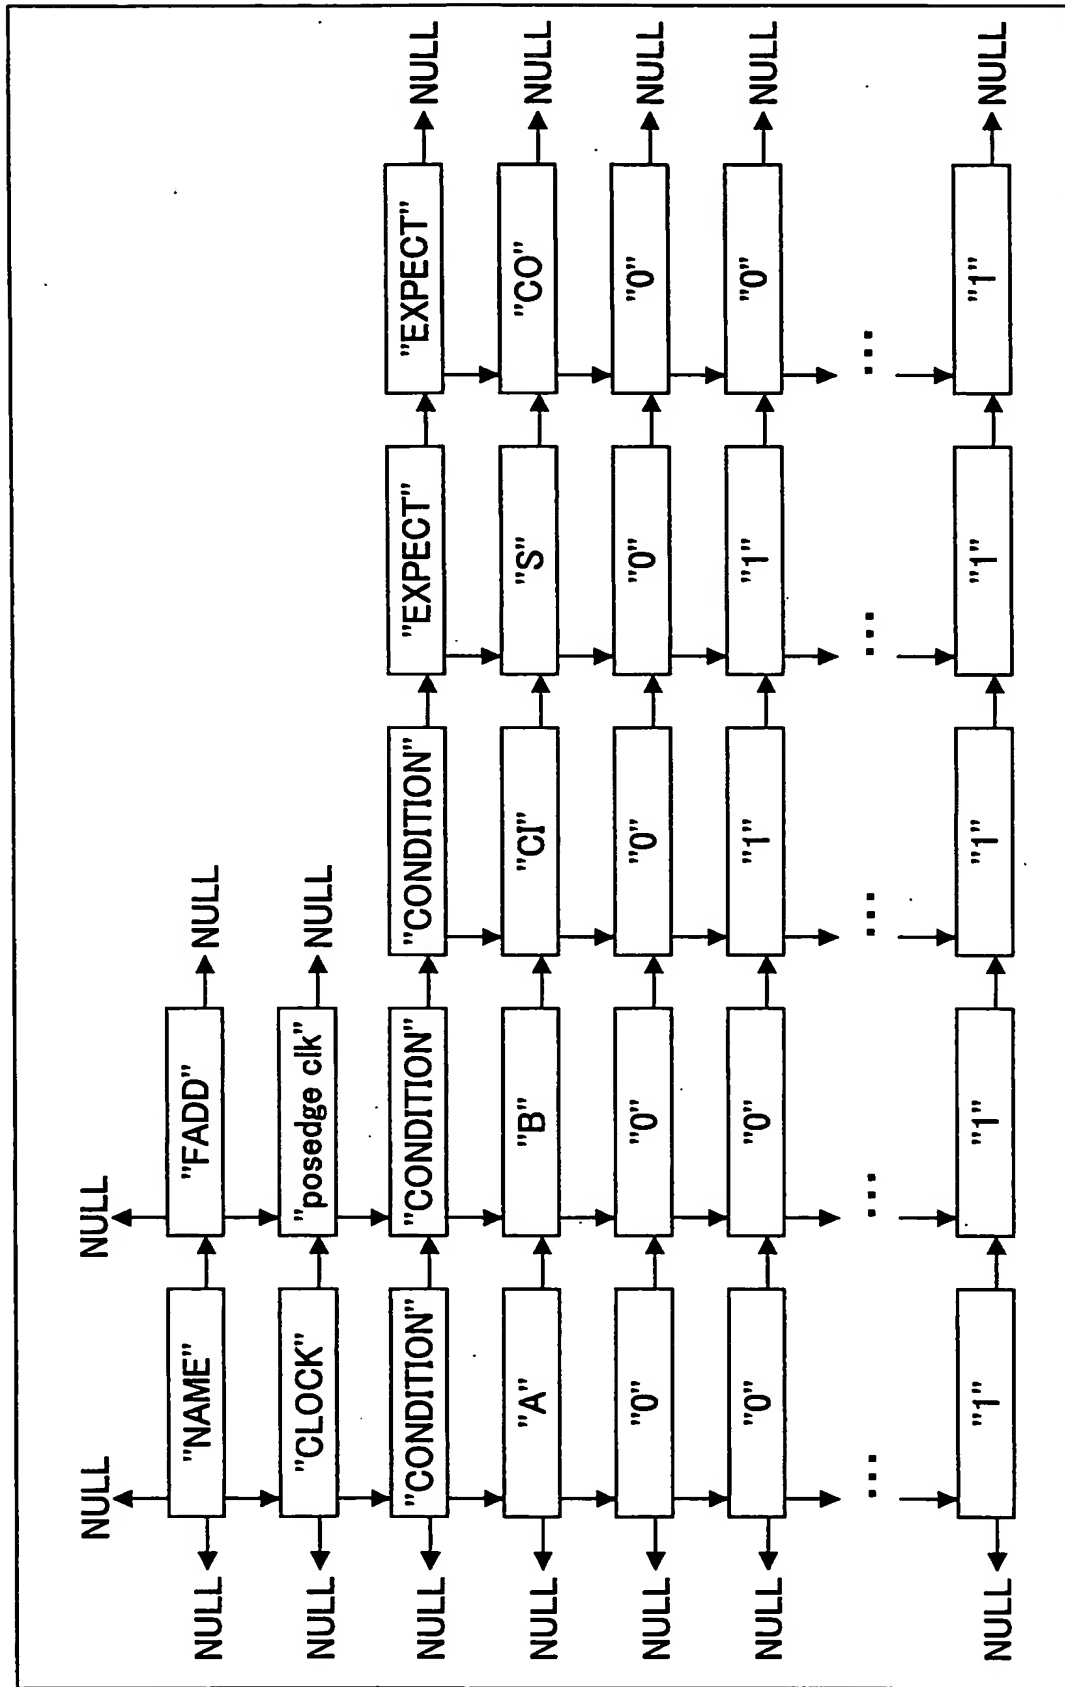 NULL NULL
NULL "NAME" "FADD" NULL
NULL "CLOCK" "posedge clk" NULL
NULL "CONDITION" "CONDITION" "CONDITION" "EXPECT" "EXPECT" NULL
NULL "A" "B" "CI" "S" "CO" NULL
NULL "0" "0" "0" "0" "0" NULL
NULL "0" "0" "1" "1" "0" NULL
... ... ... ... ...
NULL "1" "1" "1" "1" "1" NULL